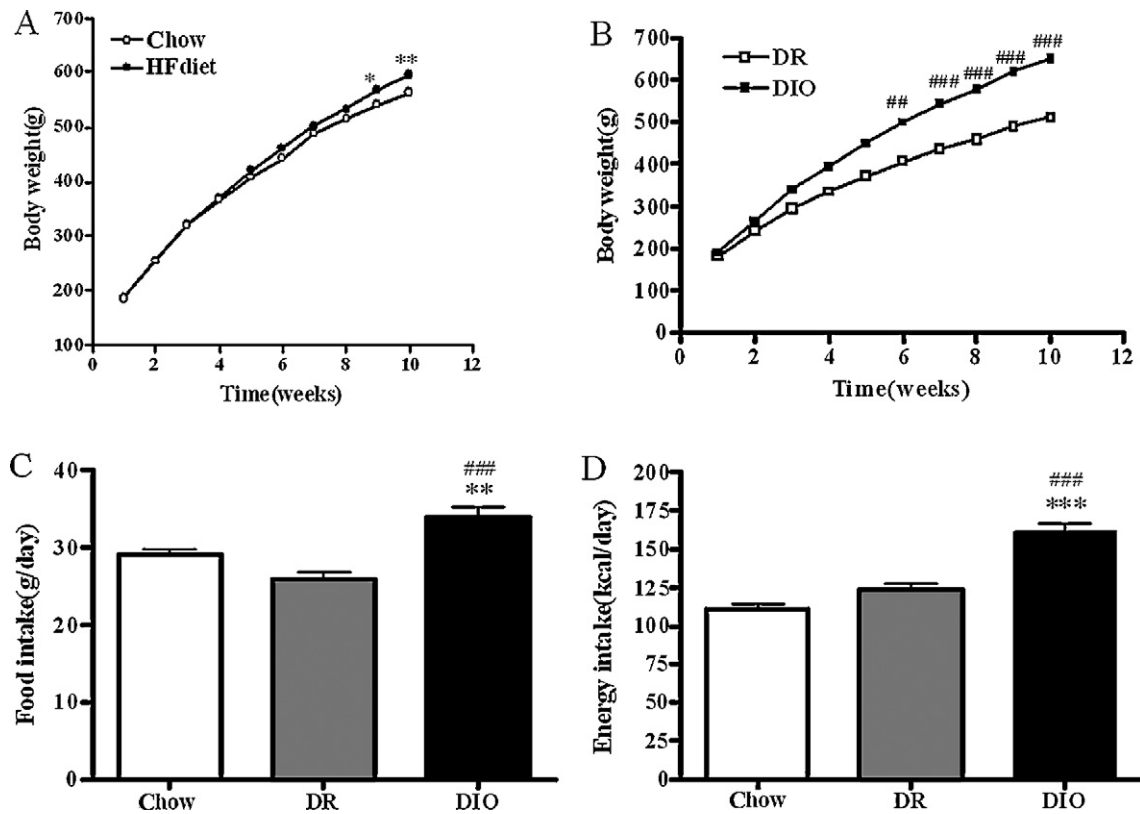 A
Chow
HFdiet
* **
700
600
500
400
300
200
100
0 2 4 6 8 10 12
Body weight(g)
Time(weeks)
B
DR
DIO
## ### ### ### ###
700
600
500
400
300
200
100
0
0 2 4 6 8 10 12
Body weight(g)
Time(weeks)
C
###
**
40
30
20
10
0
Food intake(g/day)
Chow DR DIO
D
###
***
200
175
150
125
100
75
50
25
0
Energy intake(kcal/day)
Chow DR DIO